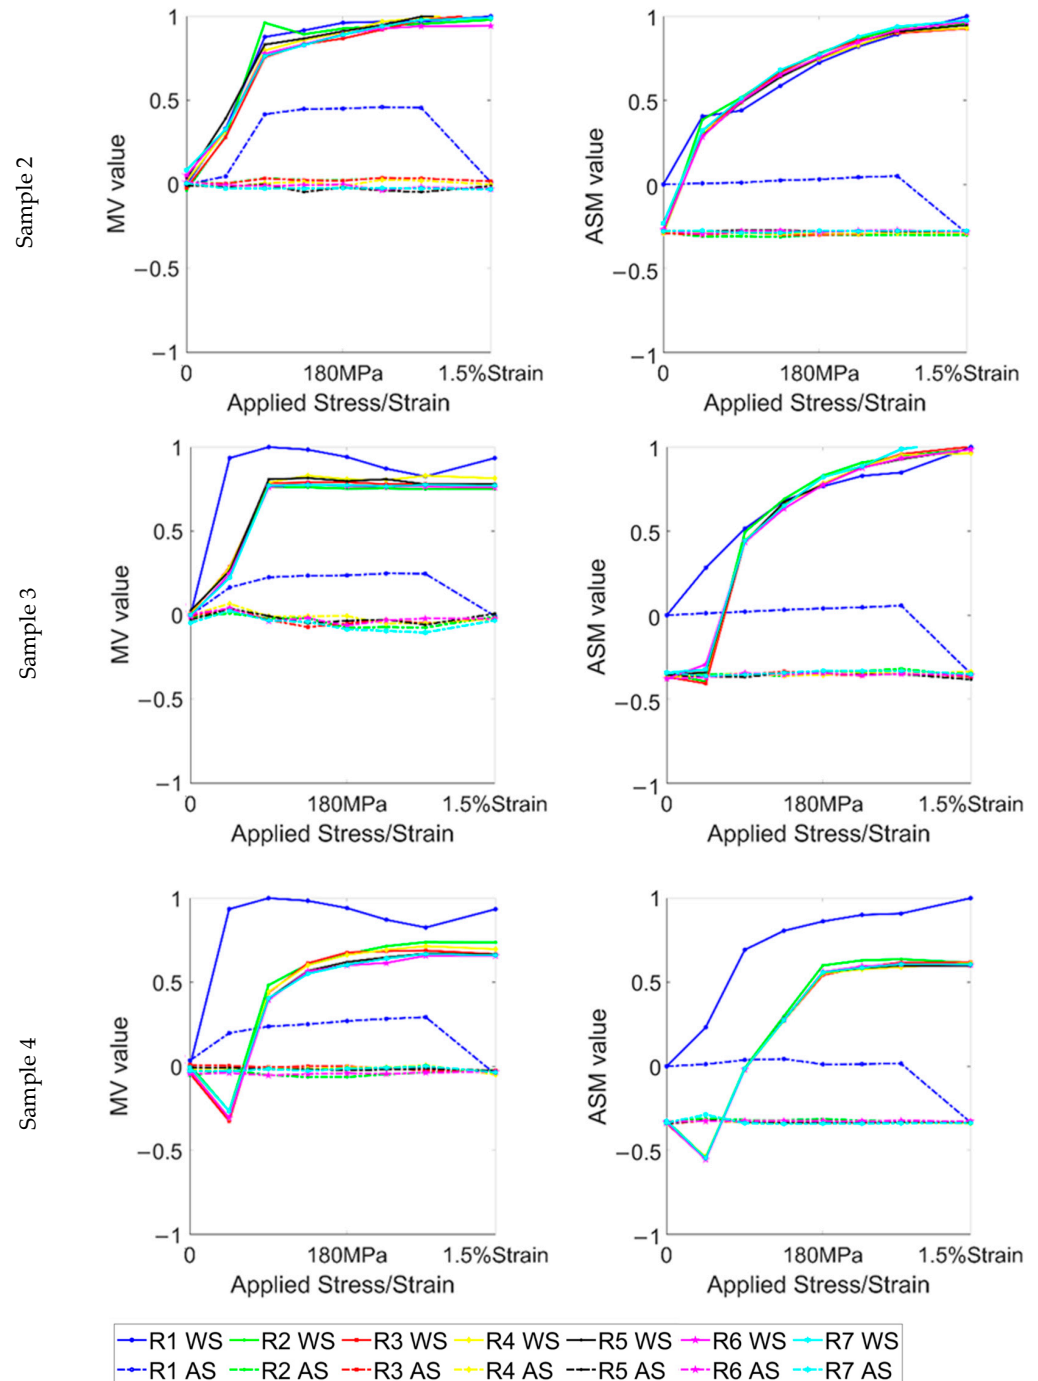 Sample 2
MV value
1
0.5
0
−0.5
−1
0 180MPa 1.5%Strain
Applied Stress/Strain
ASM value
1
0.5
0
−0.5
−1
0 180MPa 1.5%Strain
Applied Stress/Strain
Sample 3
MV value
1
0.5
0
−0.5
−1
0 180MPa 1.5%Strain
Applied Stress/Strain
ASM value
1
0.5
0
−0.5
−1
0 180MPa 1.5%Strain
Applied Stress/Strain
Sample 4
MV value
1
0.5
0
−0.5
−1
0 180MPa 1.5%Strain
Applied Stress/Strain
ASM value
1
0.5
0
−0.5
−1
0 180MPa 1.5%Strain
Applied Stress/Strain
R1 WS R2 WS R3 WS R4 WS R5 WS R6 WS R7 WS
R1 AS R2 AS R3 AS R4 AS R5 AS R6 AS R7 AS